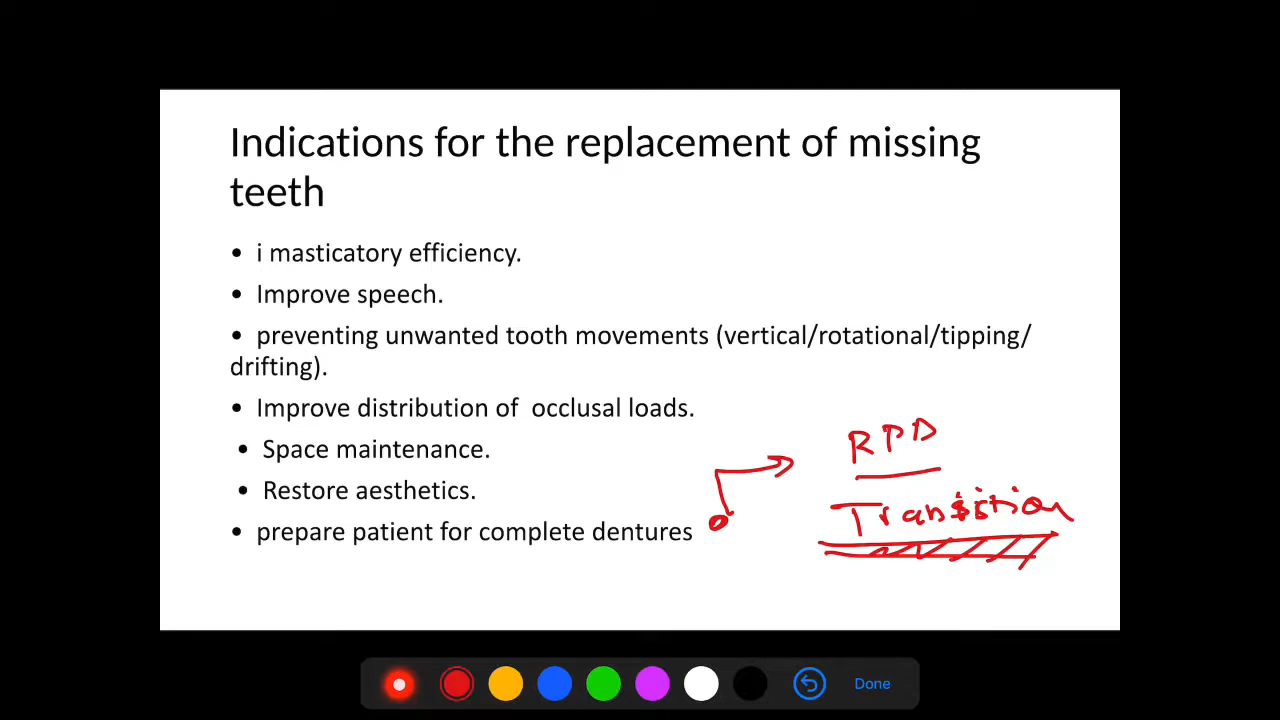 Indications for the replacement of missing
teeth
• i masticatory efficiency.
• Improve speech.
• preventing unwanted tooth movements (vertical/rotational/tipping/
drifting).
• Improve distribution of occlusal loads.
• Space maintenance.
• Restore aesthetics.
• prepare patient for complete dentures
RPD
Transition
Done